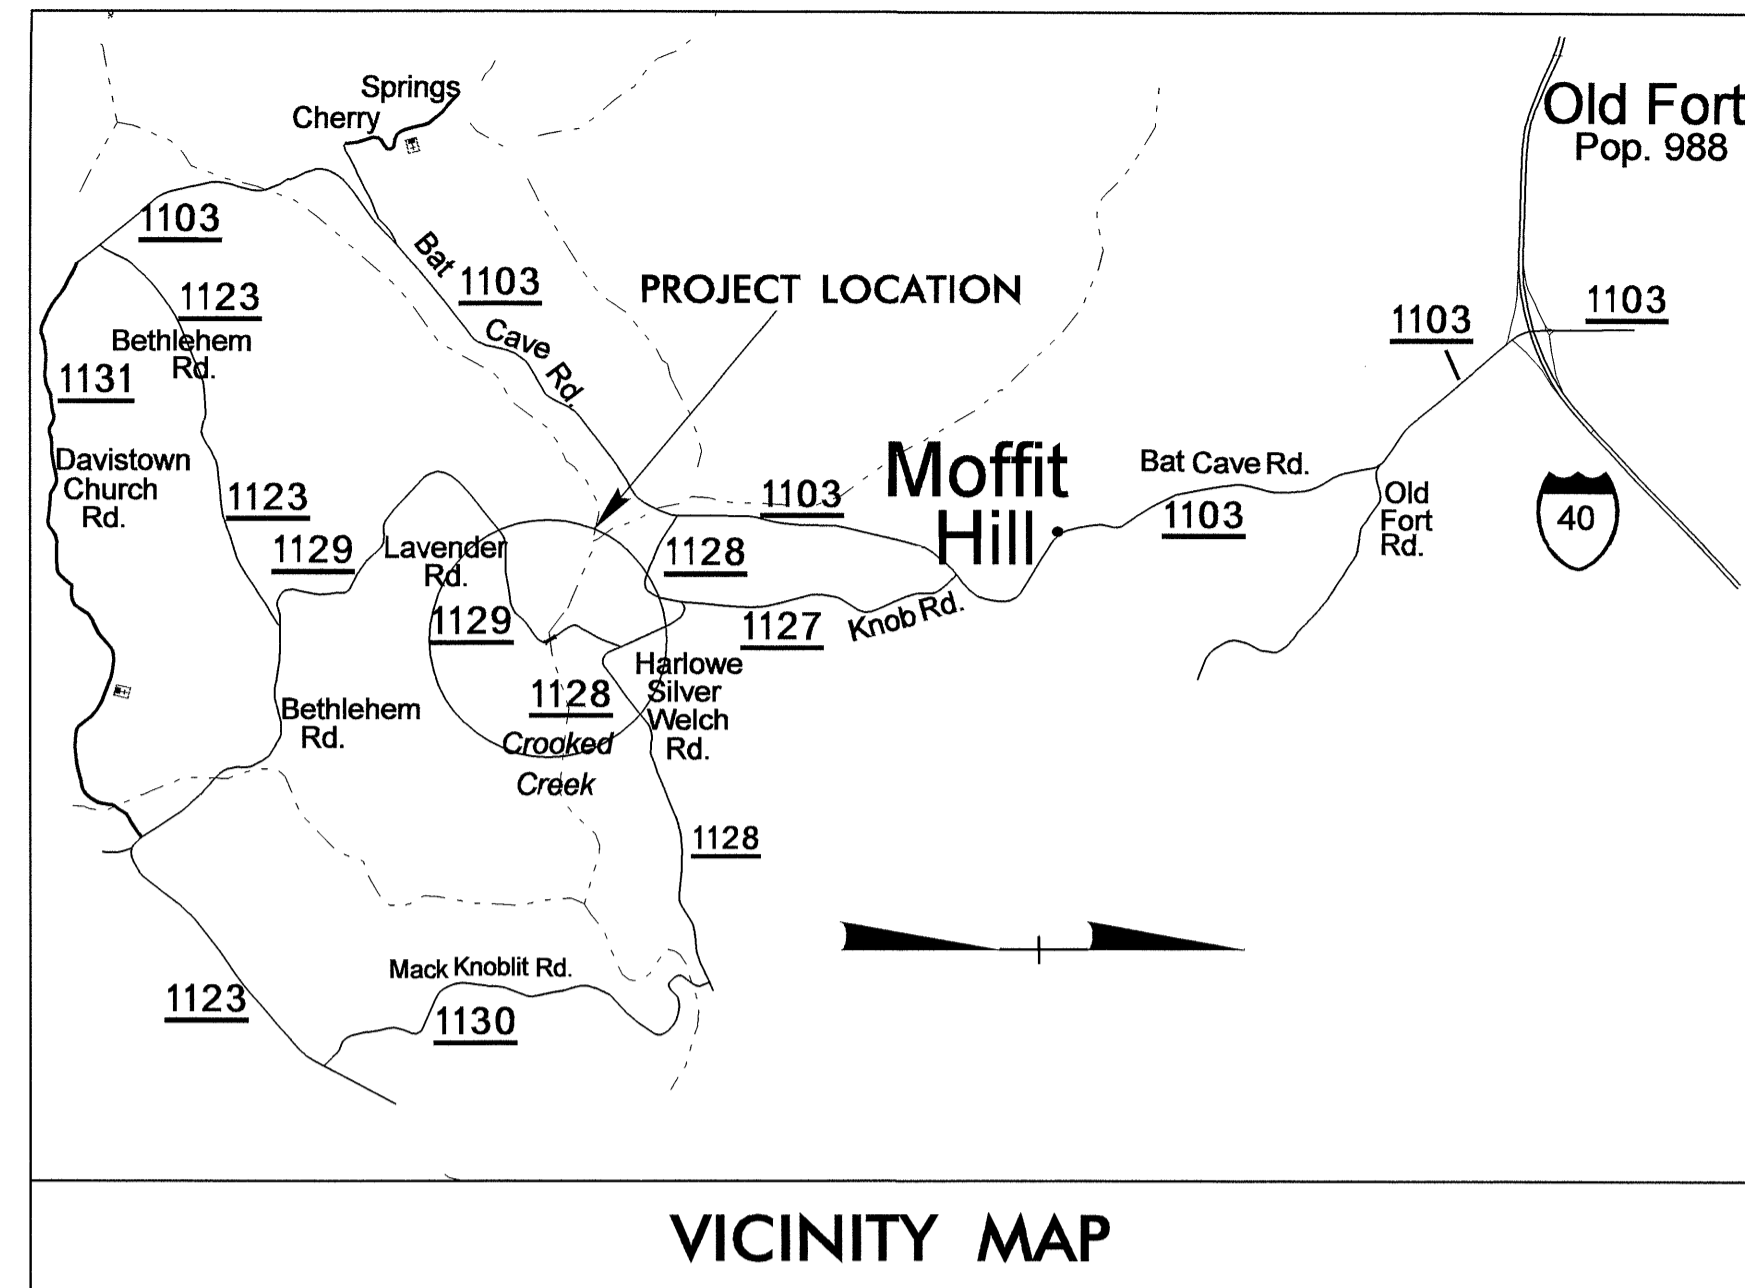 Springs
Cherry
Old Fort
Pop. 988
1103
Bat
1103
Cave Rd.
PROJECT LOCATION
1123
Bethlehem
Rd.
1131
1103
1103
Davistown
Church
Rd.
1123
1129
Lavender
Rd.
1129
1103
1128
Moffit
Hill
Bat Cave Rd.
1103
Old
Fort
Rd.
40
1127
Knob Rd.
Harlowe
Silver
Welch
Rd.
1128
Crooked
Creek
Bethlehem
Rd.
1128
Mack Knoblit Rd.
1130
1123
VICINITY MAP